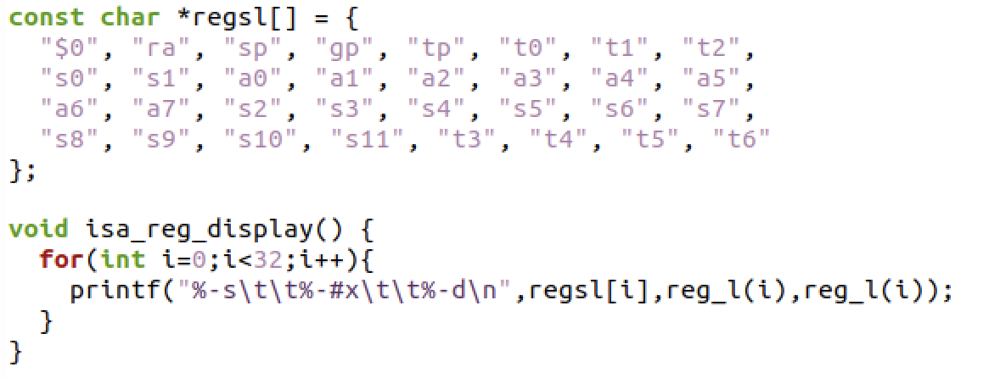 const char *regsl[] = {
  "$0", "ra", "sp", "gp", "tp", "t0", "t1", "t2",
  "s0", "s1", "a0", "a1", "a2", "a3", "a4", "a5",
  "a6", "a7", "s2", "s3", "s4", "s5", "s6", "s7",
  "s8", "s9", "s10", "s11", "t3", "t4", "t5", "t6"
};

void isa_reg_display() {
  for(int i=0;i<32;i++){
    printf("%-s\t\t%-#x\t\t%-d\n",regsl[i],reg_l(i),reg_l(i));
  }
}